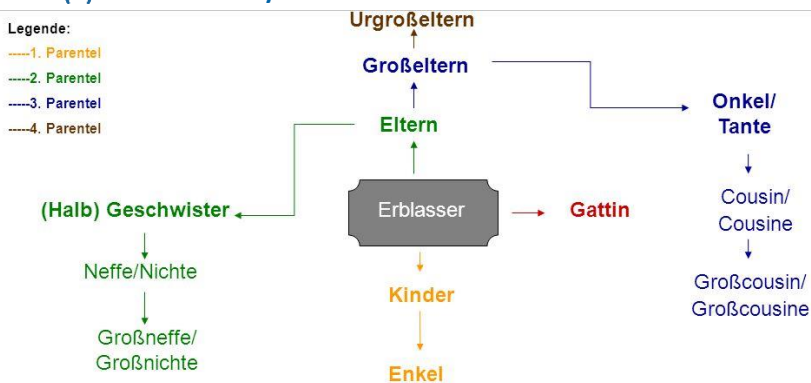 Urgroßeltern
Legende:
-----1. Parentel
-----2. Parentel
-----3. Parentel
-----4. Parentel
Großeltern
Onkel/
Tante
Eltern
(Halb) Geschwister
Erblasser
Gattin
Cousin/
Cousine
Neffe/Nichte
Kinder
Großcousin/
Großcousine
Großneffe/
Großnichte
Enkel